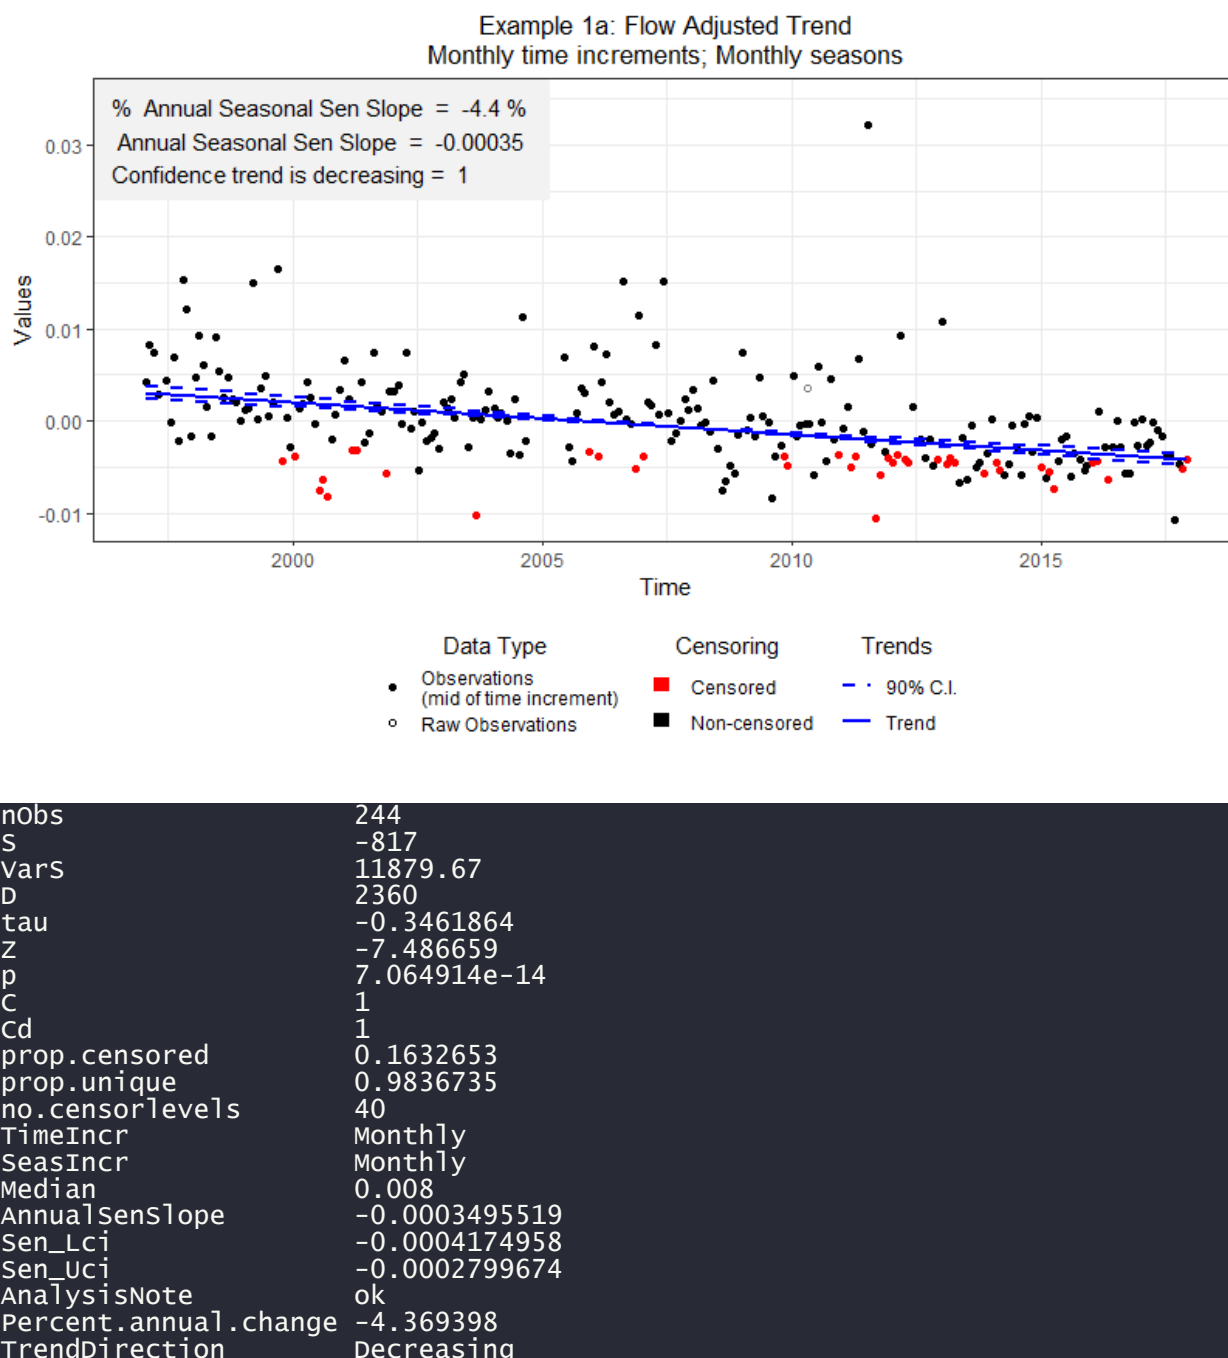 Example 1a: Flow Adjusted Trend
Monthly time increments; Monthly seasons
% Annual Seasonal Sen Slope = -4.4 %
Annual Seasonal Sen Slope = -0.00035
Confidence trend is decreasing = 1
0.03
0.02
0.01
0.00
-0.01
Values
2000 2005 2010 2015
Time
Data Type Censoring Trends
Observations
(mid of time increment)
Raw Observations
Censored
Non-censored
90% C.I.
Trend
nObs 244
S -817
VarS 11879.67
D 2360
tau -0.3461864
Z -7.486659
p 7.064914e-14
C 1
Cd 1
prop.censored 0.1632653
prop.unique 0.9836735
no.censorlevels 40
TimeIncr Monthly
SeasIncr Monthly
Median 0.008
AnnualSenSlope -0.0003495519
Sen_Lci -0.0004174958
Sen_Uci -0.0002799674
AnalysisNote ok
Percent.annual.change -4.369398
TrendDirection Decreasing